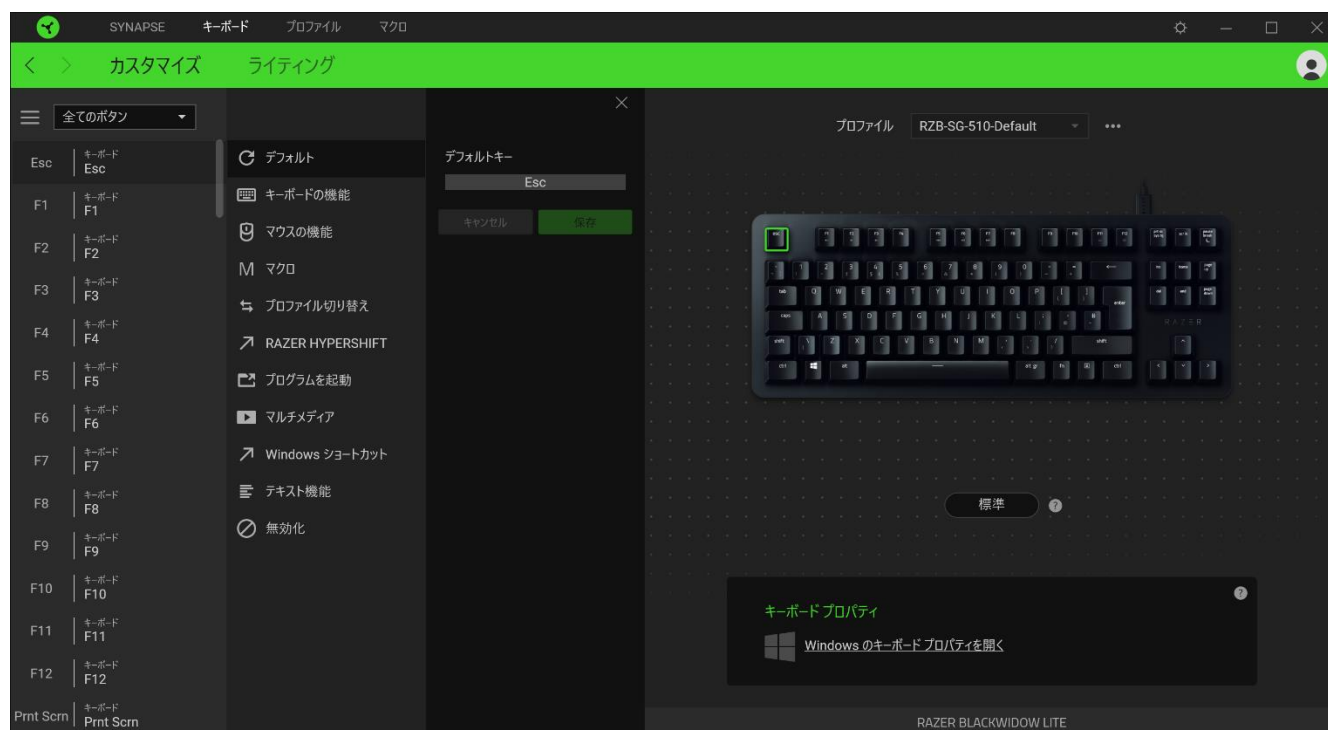 SYNAPSE キーボード プロファイル マクロ
カスタマイズ ライティング
全てのボタン
プロファイル RZB-SG-510-Default
Esc キーボード
Esc
F1 キーボード
F1
F2 キーボード
F2
F3 キーボード
F3
F4 キーボード
F4
F5 キーボード
F5
F6 キーボード
F6
F7 キーボード
F7
F8 キーボード
F8
F9 キーボード
F9
F10 キーボード
F10
F11 キーボード
F11
F12 キーボード
F12
Prnt Scrn キーボード
Prnt Scrn
デフォルト
キーボードの機能
マウスの機能
M マクロ
プロファイル切り替え
RAZER HYPERSHIFT
プログラムを起動
マルチメディア
Windows ショートカット
テキスト機能
無効化
デフォルトキー
Esc
キャンセル 保存
RAZER
標準 ?
?
キーボード プロパティ
Windows のキーボード プロパティを開く
RAZER BLACKWIDOW LITE